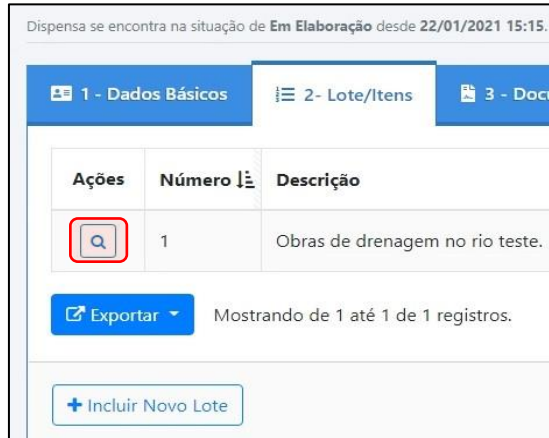 Dispensa se encontra na situação de Em Elaboração desde 22/01/2021 15:15.
1 - Dados Básicos 2- Lote/Itens 3 -
Ações Número Descrição
1 Obras de drenagem no rio teste.
Exportar Mostrando de 1 até 1 de 1 registros.
+ Incluir Novo Lote